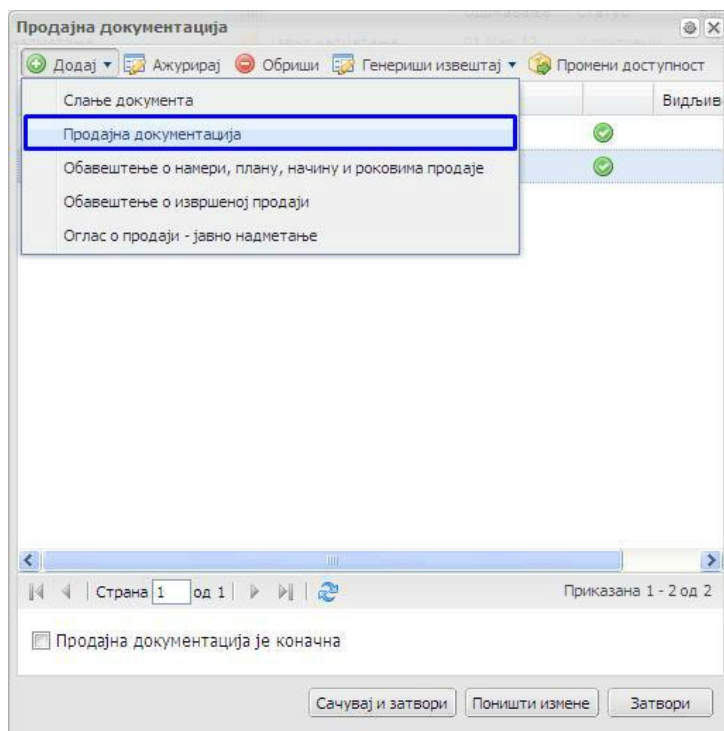 Продајна документација
Додај Ажурирај Обриши Генериши извештај Промени доступност
Слање документа
Видљив
Продајна документација
Обавештење о намери, плану, начину и роковима продаје
Обавештење о извршеној продаји
Оглас о продаји - јавно надметање
Страна 1 од 1 Приказана 1 - 2 од 2
Продајна документација је коначна
Сачувај и затвори Поништи измене Затвори